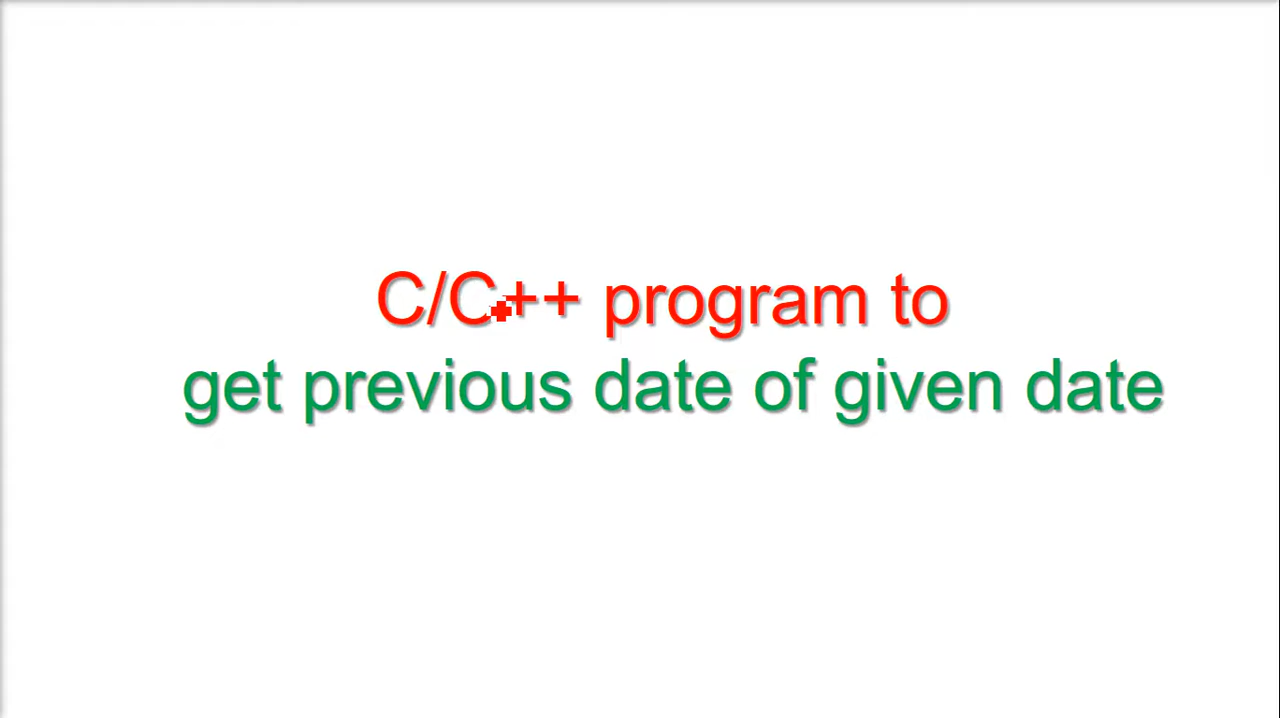 C/C++ program to
get previous date of given date